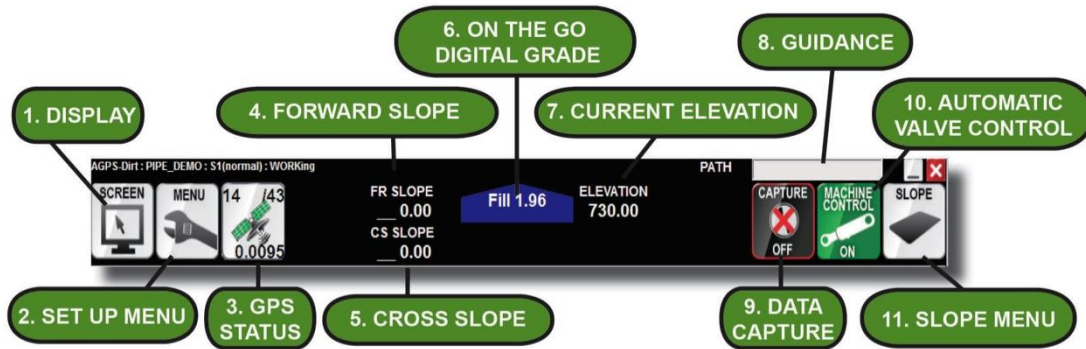 6. ON THE GO
DIGITAL GRADE
8. GUIDANCE
1. DISPLAY
4. FORWARD SLOPE
7. CURRENT ELEVATION
10. AUTOMATIC
VALVE CONTROL
AGPS-Dirt : PIPE_DEMO : S1(normal) : WORKing
PATH
SCREEN
MENU
14 /43
0.0095
FR SLOPE
__ 0.00
CS SLOPE
__ 0.00
Fill 1.96
ELEVATION
730.00
CAPTURE
OFF
MACHINE
CONTROL
ON
SLOPE
2. SET UP MENU
3. GPS
STATUS
5. CROSS SLOPE
9. DATA
CAPTURE
11. SLOPE MENU